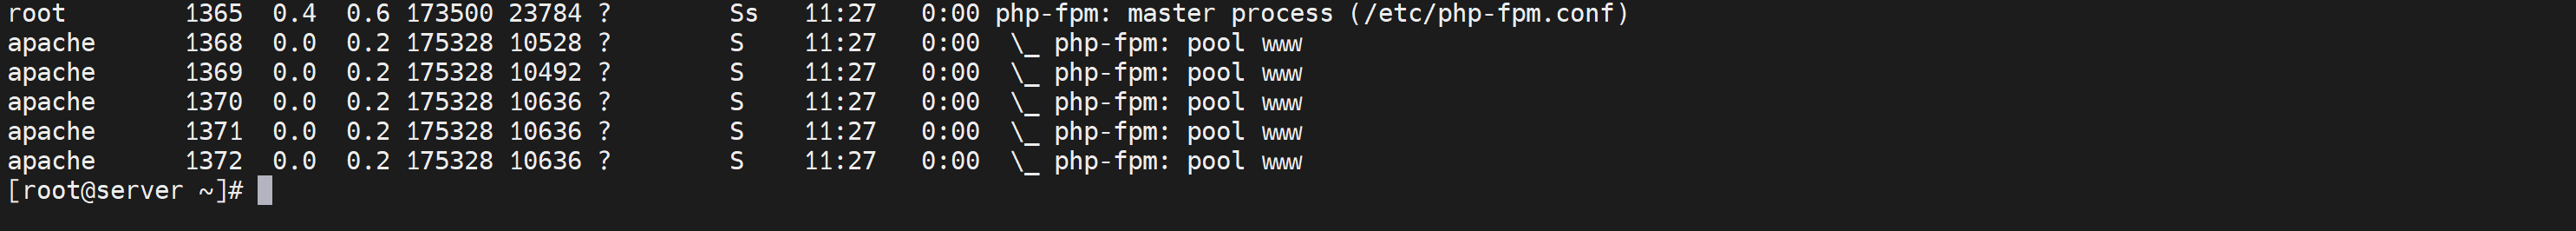 root        1365  0.4  0.6 173500 23784 ?        Ss   11:27   0:00 php-fpm: master process (/etc/php-fpm.conf)
apache      1368  0.0  0.2 175328 10528 ?        S    11:27   0:00  \_ php-fpm: pool www
apache      1369  0.0  0.2 175328 10492 ?        S    11:27   0:00  \_ php-fpm: pool www
apache      1370  0.0  0.2 175328 10636 ?        S    11:27   0:00  \_ php-fpm: pool www
apache      1371  0.0  0.2 175328 10636 ?        S    11:27   0:00  \_ php-fpm: pool www
apache      1372  0.0  0.2 175328 10636 ?        S    11:27   0:00  \_ php-fpm: pool www
[root@server ~]#